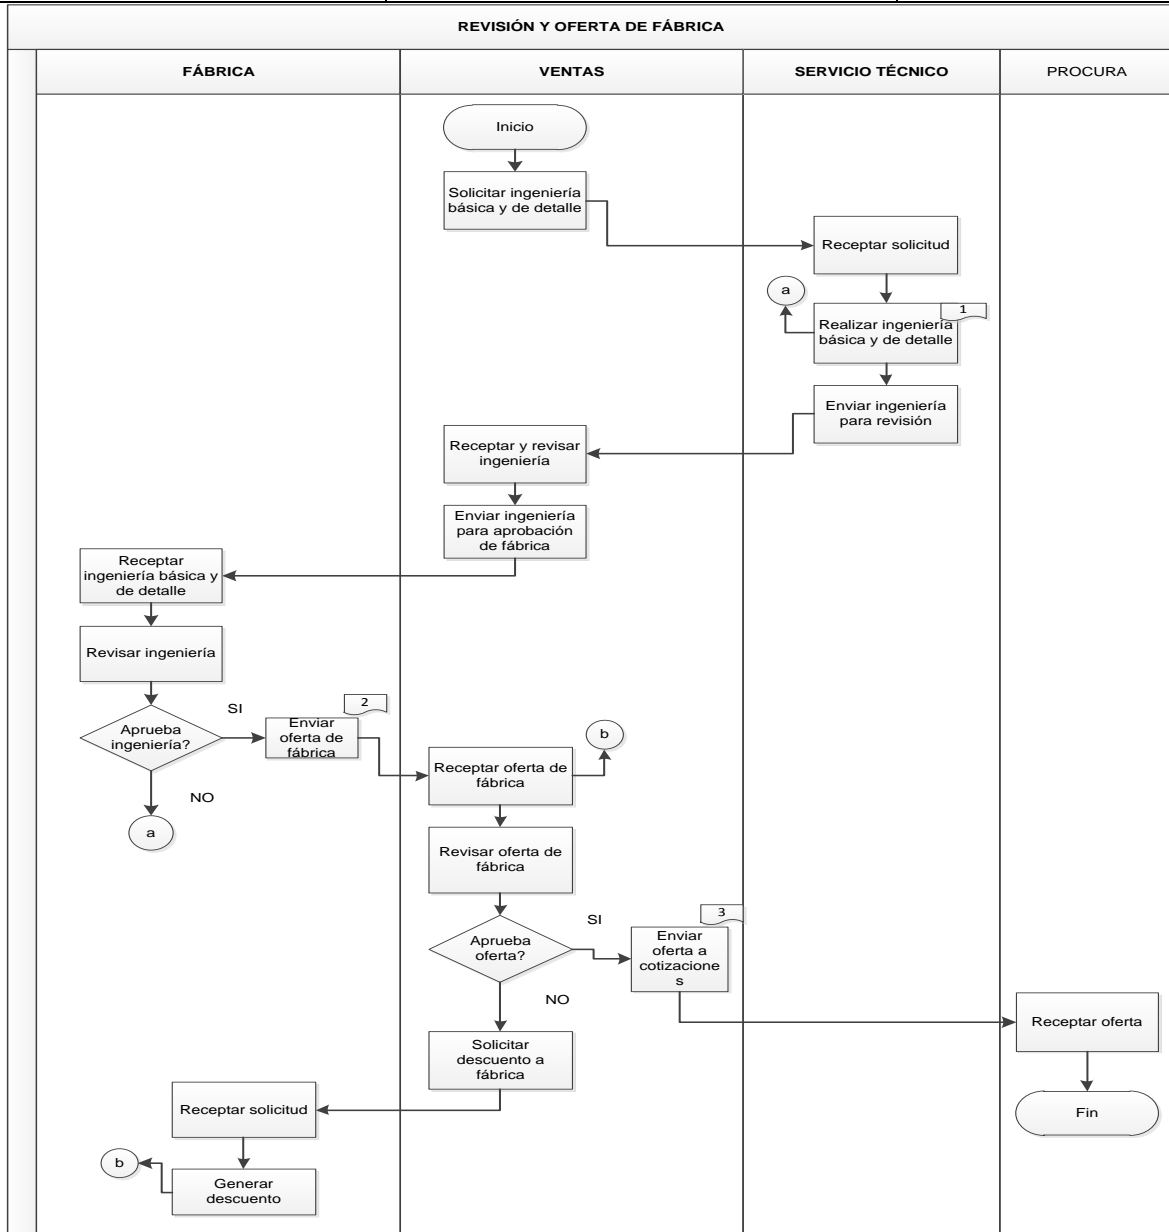 REVISIÓN Y OFERTA DE FÁBRICA
FÁBRICA
VENTAS
SERVICIO TÉCNICO
PROCURA
Inicio
Solicitar ingeniería
básica y de detalle
Receptar solicitud
a
1
Realizar ingeniería
básica y de detalle
Enviar ingeniería
para revisión
Receptar y revisar
ingeniería
Enviar ingeniería
para aprobación
de fábrica
Receptar
ingeniería básica y
de detalle
Revisar ingeniería
Aprueba
ingeniería?
SI
2
Enviar
oferta de
fábrica
NO
a
b
Receptar oferta de
fábrica
Revisar oferta de
fábrica
Aprueba
oferta?
SI
3
Enviar
oferta a
cotizacione
s
NO
Receptar oferta
Solicitar
descuento a
fábrica
Receptar solicitud
Fin
b
Generar
descuento